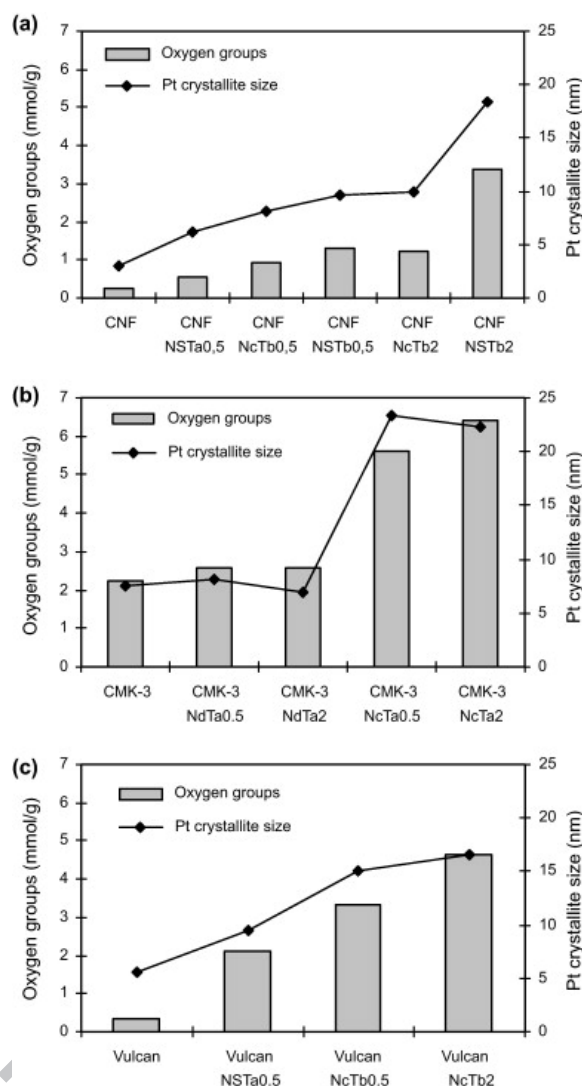 (a)
7
6
5
4
3
2
1
0
Oxygen groups (mmol/g)
Oxygen groups
Pt crystallite size
25
20
15
10
5
0
Pt crystallite size (nm)
CNF
CNF
CNF
CNF
CNF
CNF
NSTa0,5
NcTb0,5
NSTb0,5
NcTb2
NSTb2
(b)
7
6
5
4
3
2
1
0
Oxygen groups (mmol/g)
Oxygen groups
Pt crystallite size
25
20
15
10
5
0
Pt cystallite size (nm)
CMK-3
CMK-3
CMK-3
CMK-3
CMK-3
NdTa0.5
NdTa2
NcTa0.5
NcTa2
(c)
7
6
5
4
3
2
1
0
Oxygen groups (mmol/g)
Oxygen groups
Pt crystallite size
25
20
15
10
5
0
Pt crystallite size (nm)
Vulcan
Vulcan
Vulcan
Vulcan
NSTa0.5
NcTb0.5
NcTb2